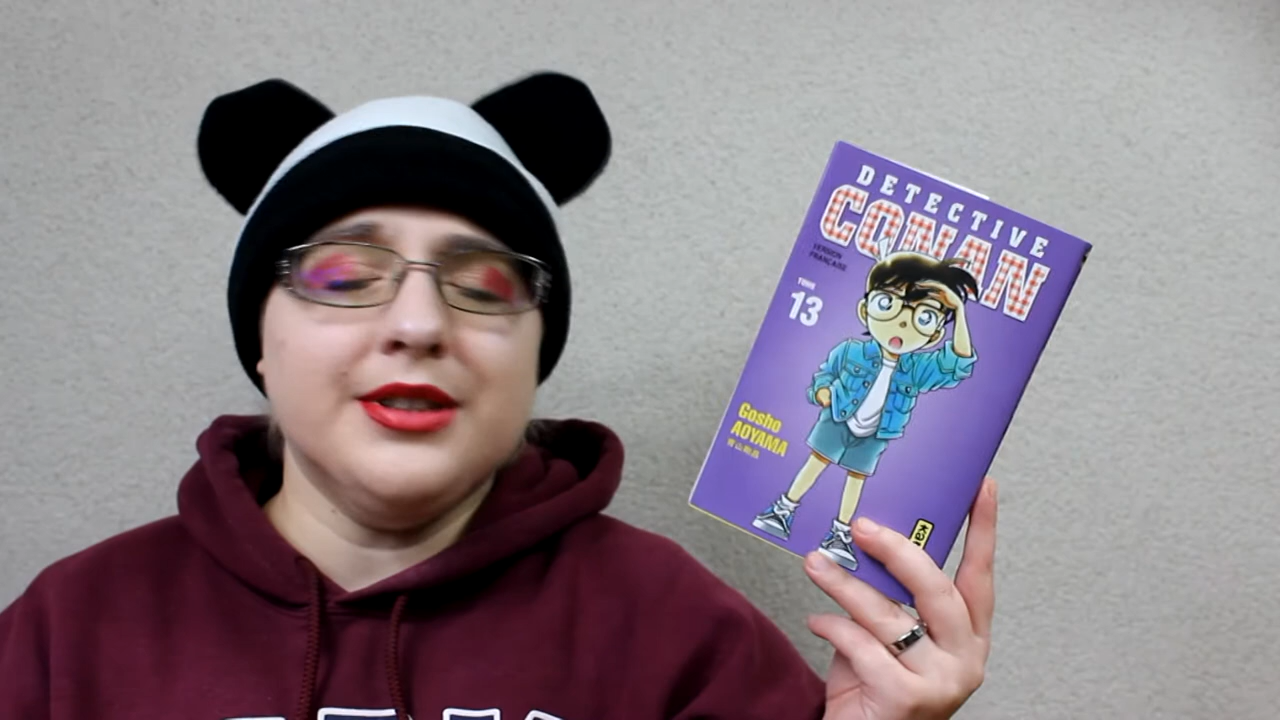 DETECTIVE
CONAN
VERSION
FRANÇAISE
TOME
13
Gosho
AOYAMA
青山剛昌